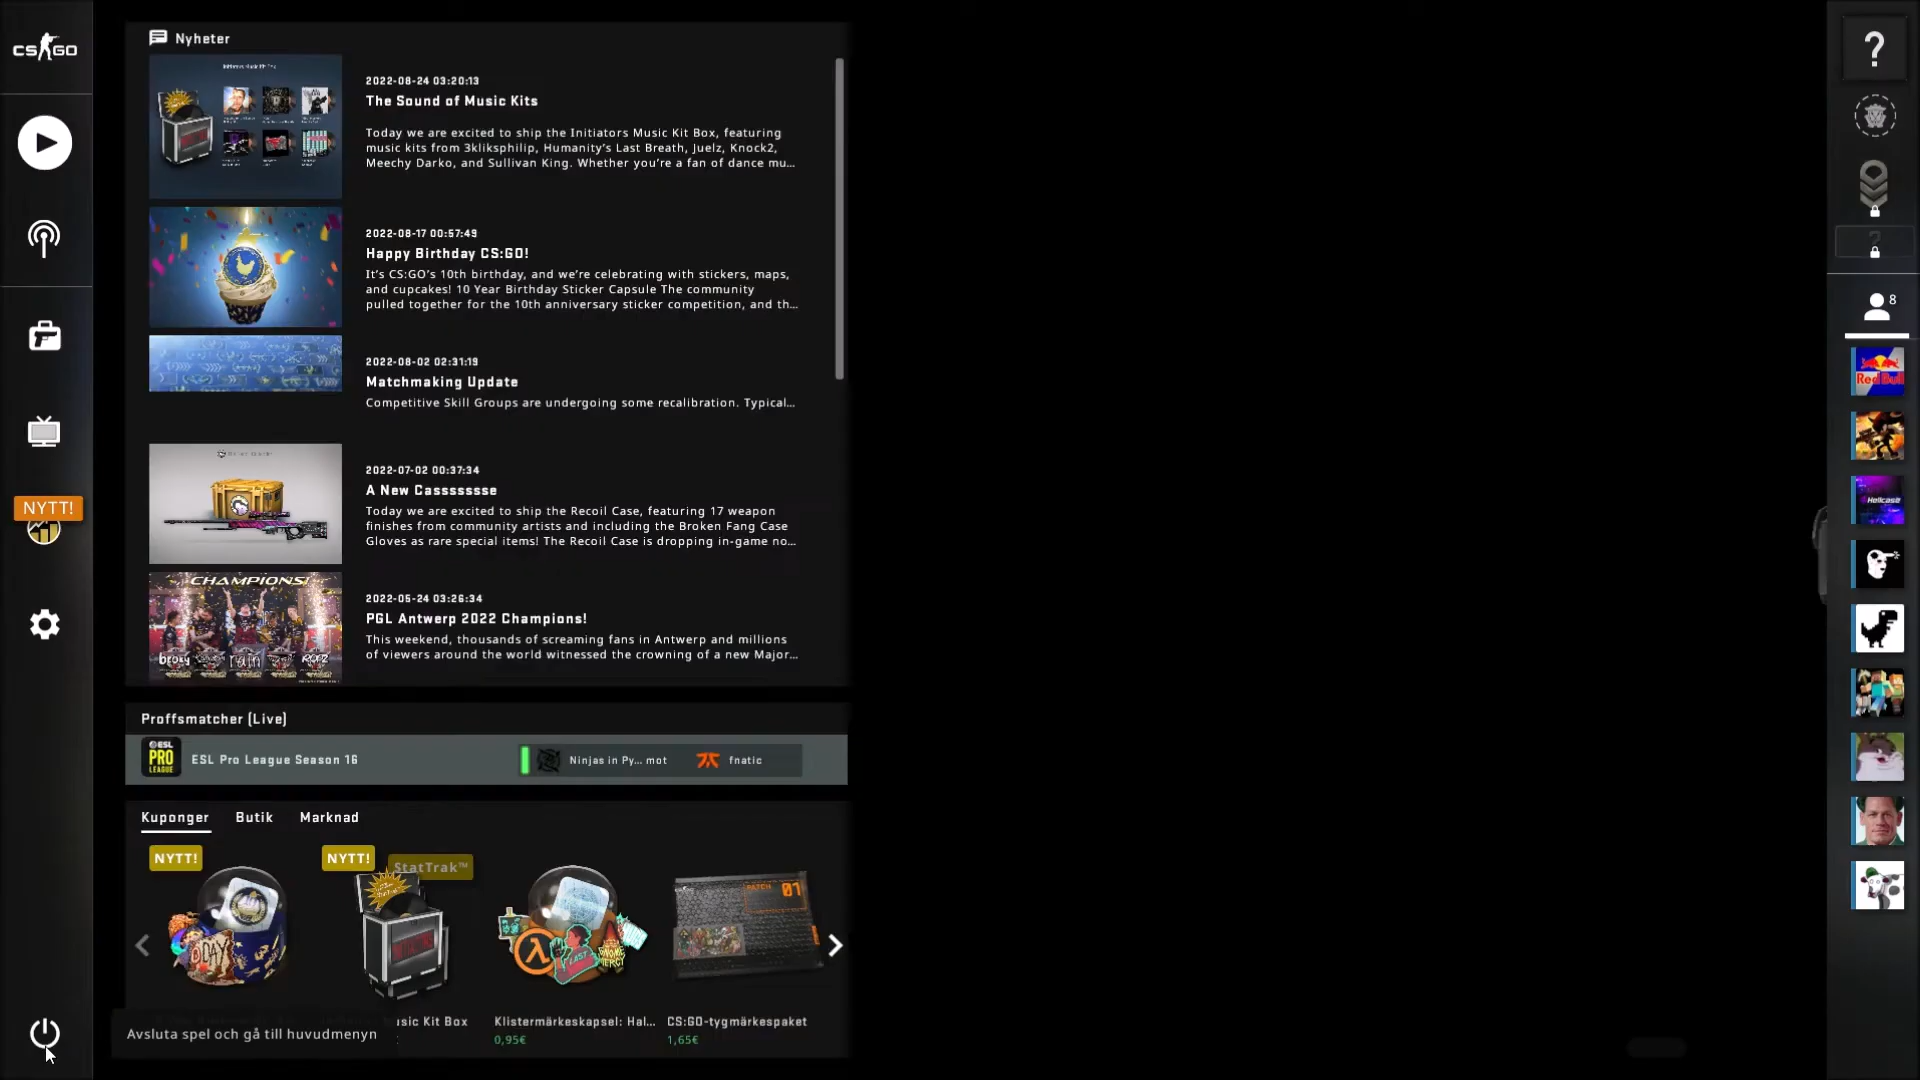 CS GO
Nyheter
2022-08-24 03:20:13
The Sound of Music Kits
Today we are excited to ship the Initiators Music Kit Box, featuring
music kits from 3kliksphilip, Humanity's Last Breath, Juelz, Knock2,
Meechy Darko, and Sullivan King. Whether you're a fan of dance mu...
2022-08-17 00:57:49
Happy Birthday CS:GO!
It's CS:GO's 10th birthday, and we're celebrating with stickers, maps,
and cupcakes! 10 Year Birthday Sticker Capsule The community
pulled together for the 10th anniversary sticker competition, and th...
2022-08-02 02:31:19
Matchmaking Update
Competitive Skill Groups are undergoing some recalibration. Typical...
2022-07-02 00:37:34
A New Casssssse
Today we are excited to ship the Recoil Case, featuring 17 weapon
finishes from community artists and including the Broken Fang Case
Gloves as rare special items! The Recoil Case is dropping in-game no...
CHAMPIONS!
broky rain ROPZ
2022-05-24 03:26:34
PGL Antwerp 2022 Champions!
This weekend, thousands of screaming fans in Antwerp and millions
of viewers around the world witnessed the crowning of a new Major...
NYTT!
Proffsmatcher (Live)
ESL PRO LEAGUE
ESL Pro League Season 16
Ninjas in Py... mot fnatic
Kuponger Butik Marknad
NYTT!
NYTT!
StatTrak™
PATCH 01
usic Kit Box
Klistermärkeskapsel: Hal...
0,95€
CS:GO-tygmärkespaket
1,65€
Avsluta spel och gå till huvudmenyn
?
8
Red Bull
Hellcase